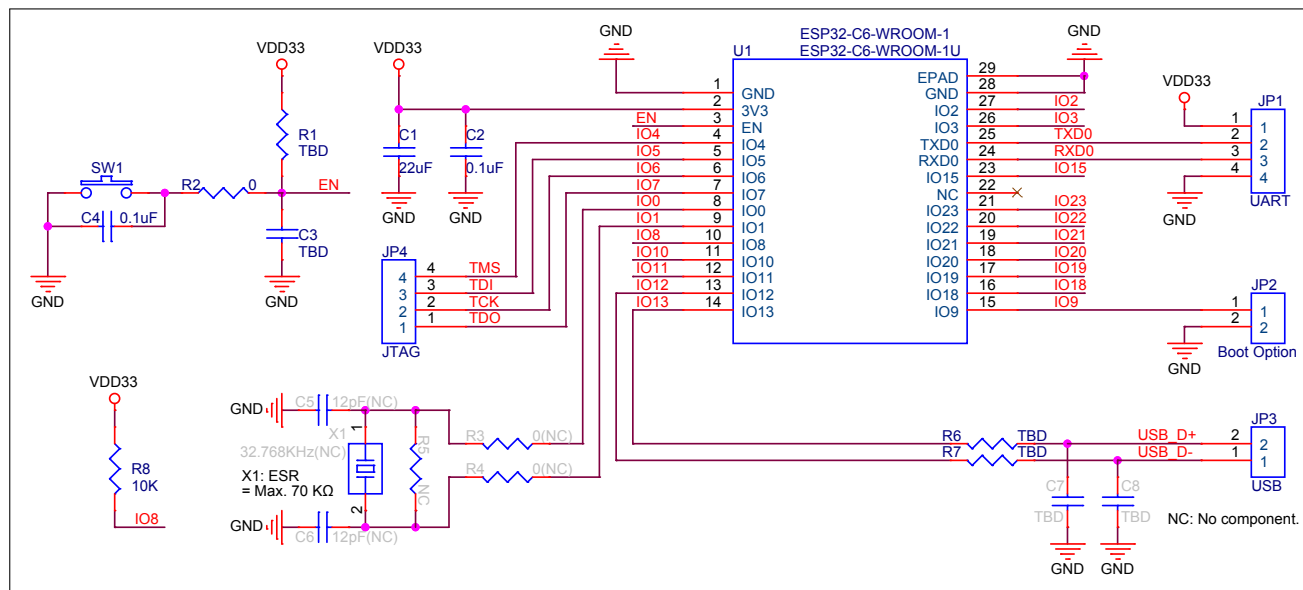 ESP32-C6-WROOM-1
ESP32-C6-WROOM-1U
U1
GND
GND
VDD33
VDD33
VDD33
R1
TBD
SW1
R2
0
EN
C4
0.1uF
C3
TBD
GND
GND
C1
22uF
C2
0.1uF
GND
GND
EN
IO4
IO5
IO6
IO7
IO0
IO1
IO8
IO10
IO11
IO12
IO13
1 GND
2 3V3
3 EN
4 IO4
5 IO5
6 IO6
7 IO7
8 IO0
9 IO1
10 IO8
11 IO10
12 IO11
13 IO12
14 IO13
EPAD 29
GND 28
IO2 27 IO2
IO3 26 IO3
TXD0 25 TXD0
RXD0 24 RXD0
IO15 23 IO15
NC 22
IO23 21 IO23
IO22 20 IO22
IO21 19 IO21
IO20 18 IO20
IO19 17 IO19
IO18 16 IO18
IO9 15 IO9
JP1
1 1
2 2
3 3
4 4
UART
GND
JP4
4 4 TMS
3 3 TDI
2 2 TCK
1 1 TDO
JTAG
JP2
1 1
2 2
Boot Option
GND
VDD33
R8
10K
IO8
GND
C5
12pF(NC)
X1
32.768KHz(NC)
1
X1: ESR
= Max. 70 KΩ
2
R5
NC
R3
0(NC)
R4
0(NC)
GND
C6
12pF(NC)
R6
TBD
USB_D+
R7
TBD
USB_D-
JP3
2 2
1 1
USB
C7
TBD
C8
TBD
GND
GND
NC: No component.